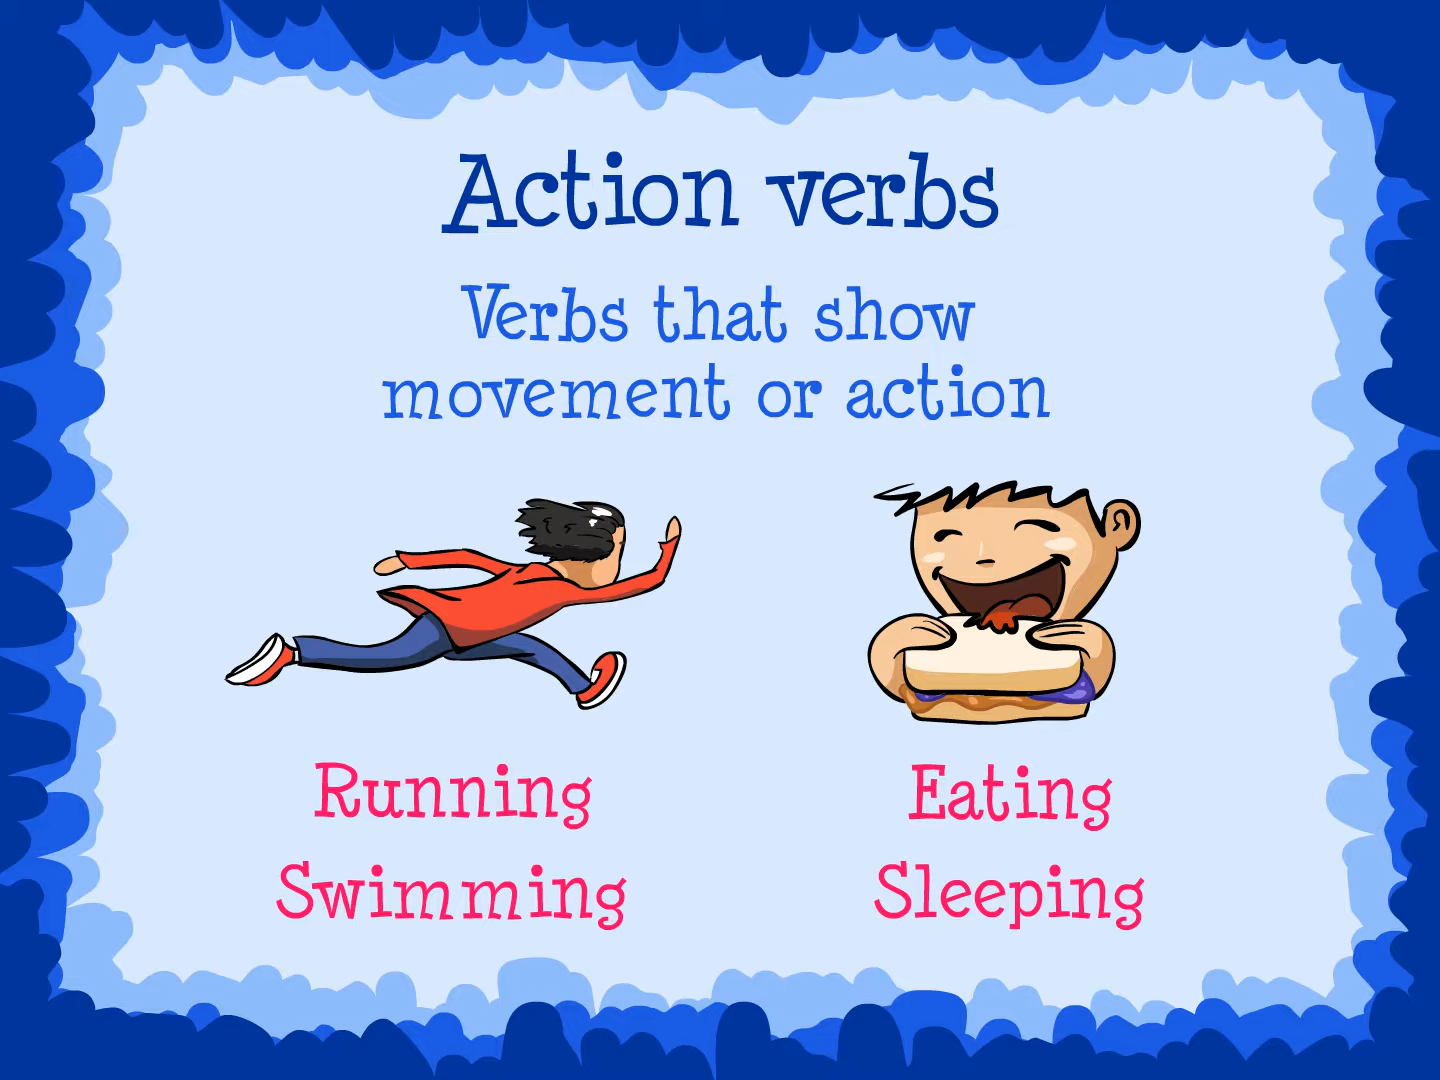 Action verbs
Verbs that show
movement or action
Running
Swimming
Eating
Sleeping